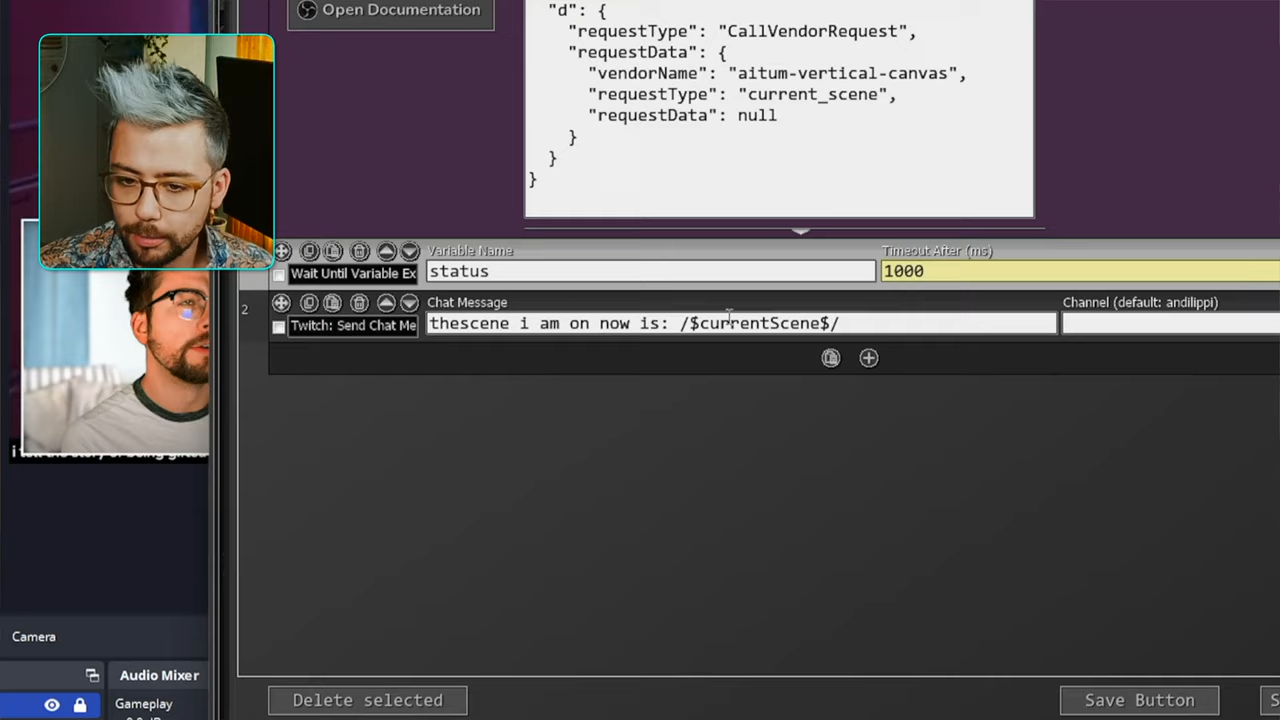 Open Documentation
"d": {
"requestType": "CallVendorRequest",
"requestData": {
"vendorName": "aitum-vertical-canvas",
"requestType": "current_scene",
"requestData": null
}
}
}
Variable Name
Timeout After (ms)
Wait Until Variable Ex
status
1000
2
Chat Message
Channel (default: andilippi)
Twitch: Send Chat Me
thescene i am on now is: /$currentScene$/
Camera
Audio Mixer
Gameplay
Delete selected
Save Button
S